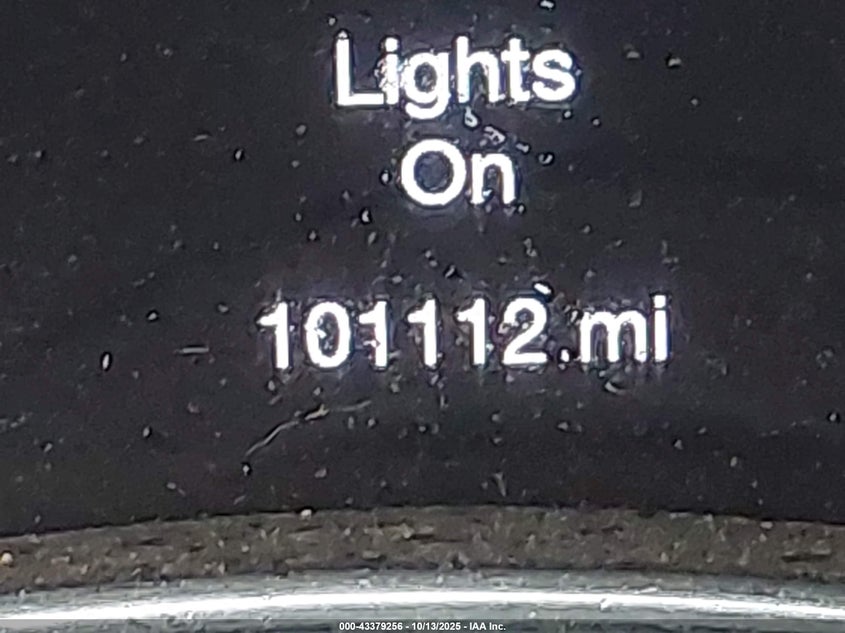 Lights
On
101112 mi
000-43379256 - 10/13/2025 - IAA Inc.